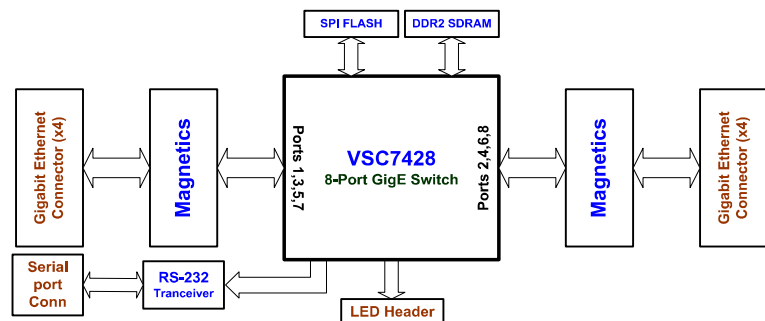 SPI FLASH
DDR2 SDRAM
Gigabit Ethernet
Connector (x4)
Magnetics
Ports 1,3,5,7
VSC7428
8-Port GigE Switch
Ports 2,4,6,8
Magnetics
Gigabit Ethernet
Connector (x4)
Serial
port
Conn
RS-232
Tranceiver
LED Header